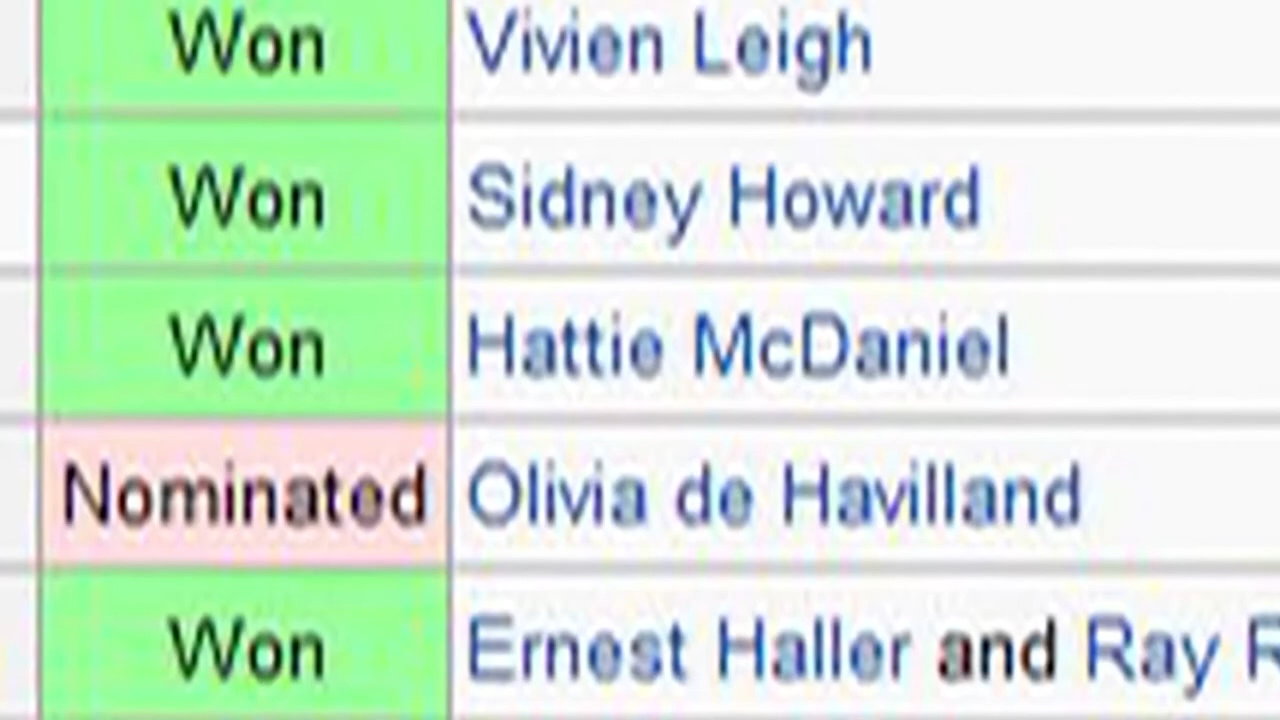 Won Vivien Leigh
Won Sidney Howard
Won Hattie McDaniel
Nominated Olivia de Havilland
Won Ernest Haller and Ray